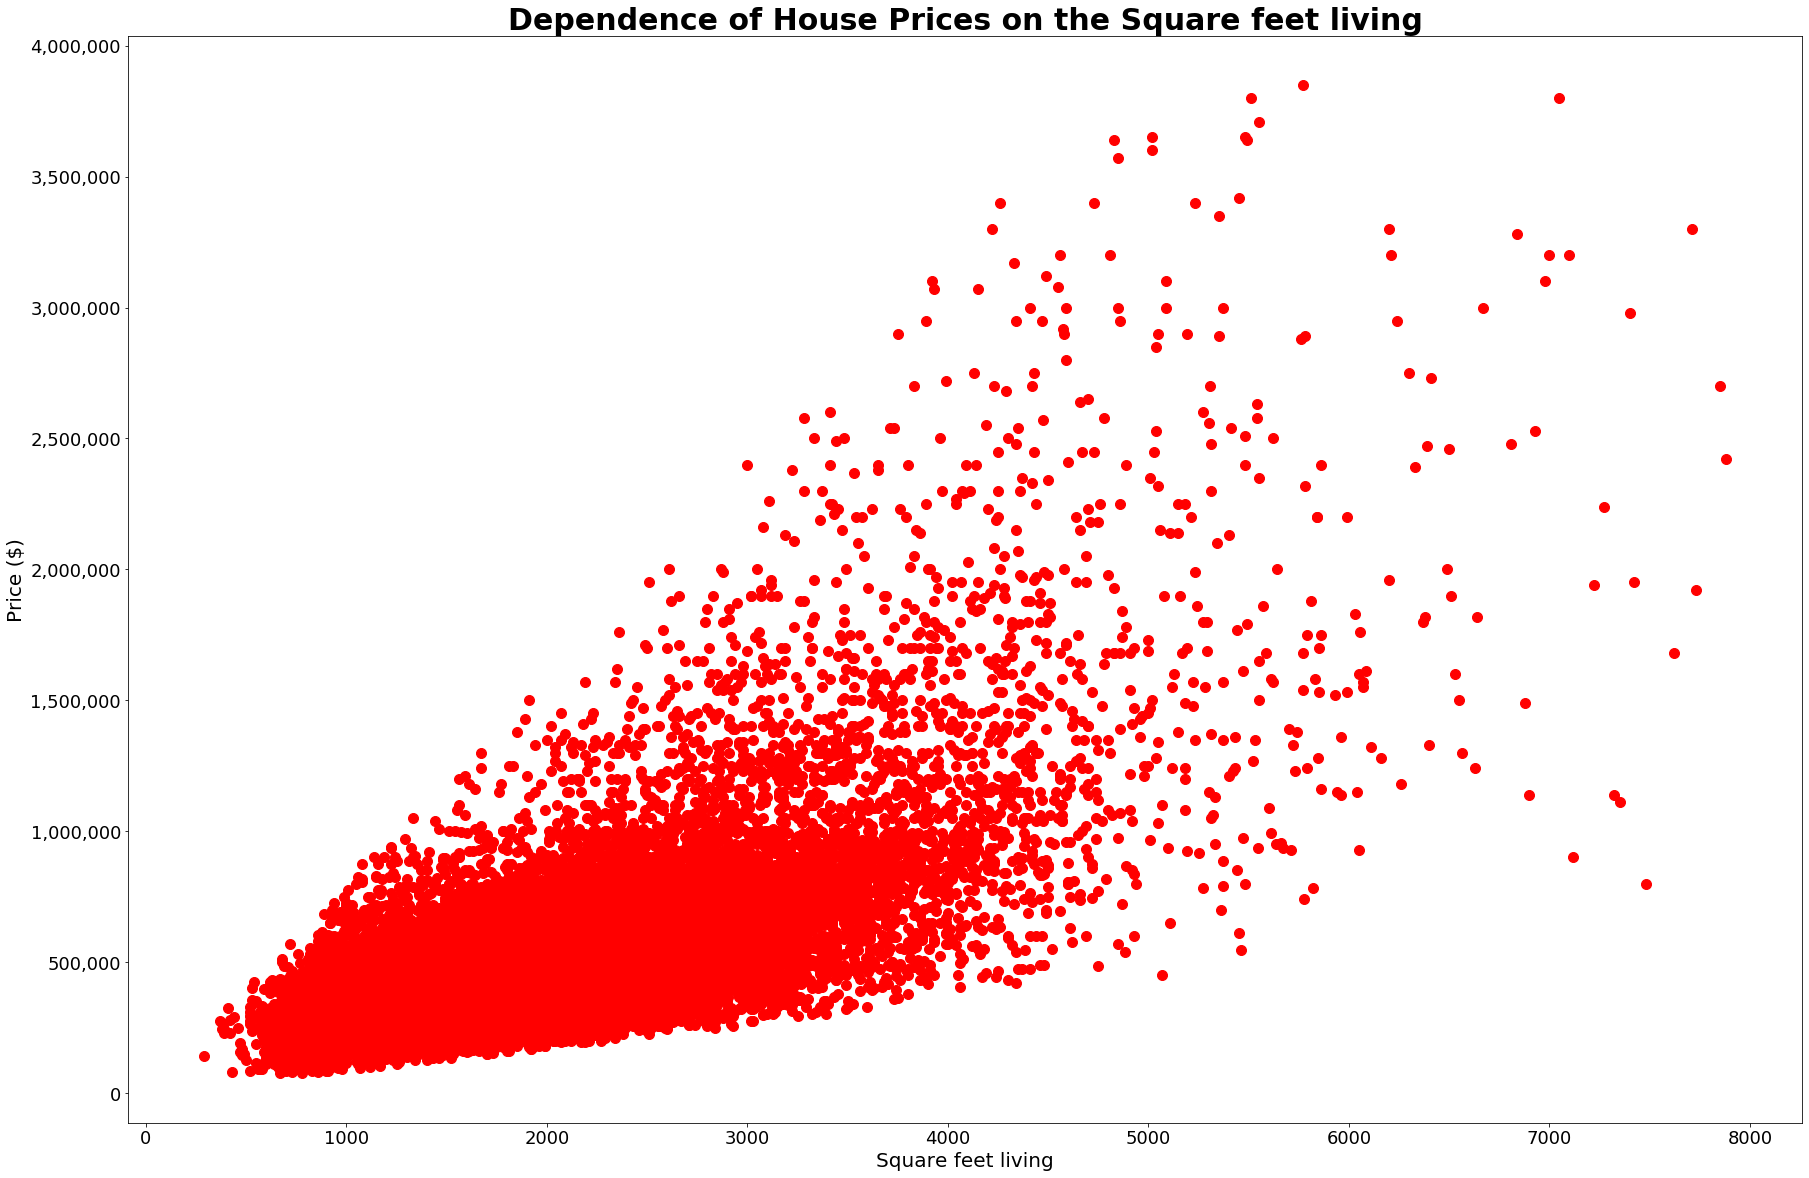 Dependence of House Prices on the Square feet living
4,000,000
3,500,000
3,000,000
2,500,000
2,000,000
1,500,000
1,000,000
500,000
0
Price ($)
0 1000 2000 3000 4000 5000 6000 7000 8000
Square feet living